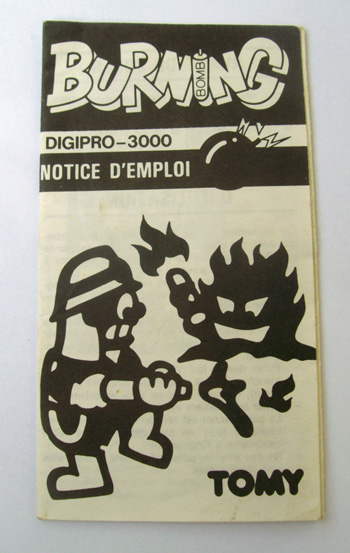 BURNING
BOMB
DIGIPRO-3000
NOTICE D'EMPLOI
TOMY